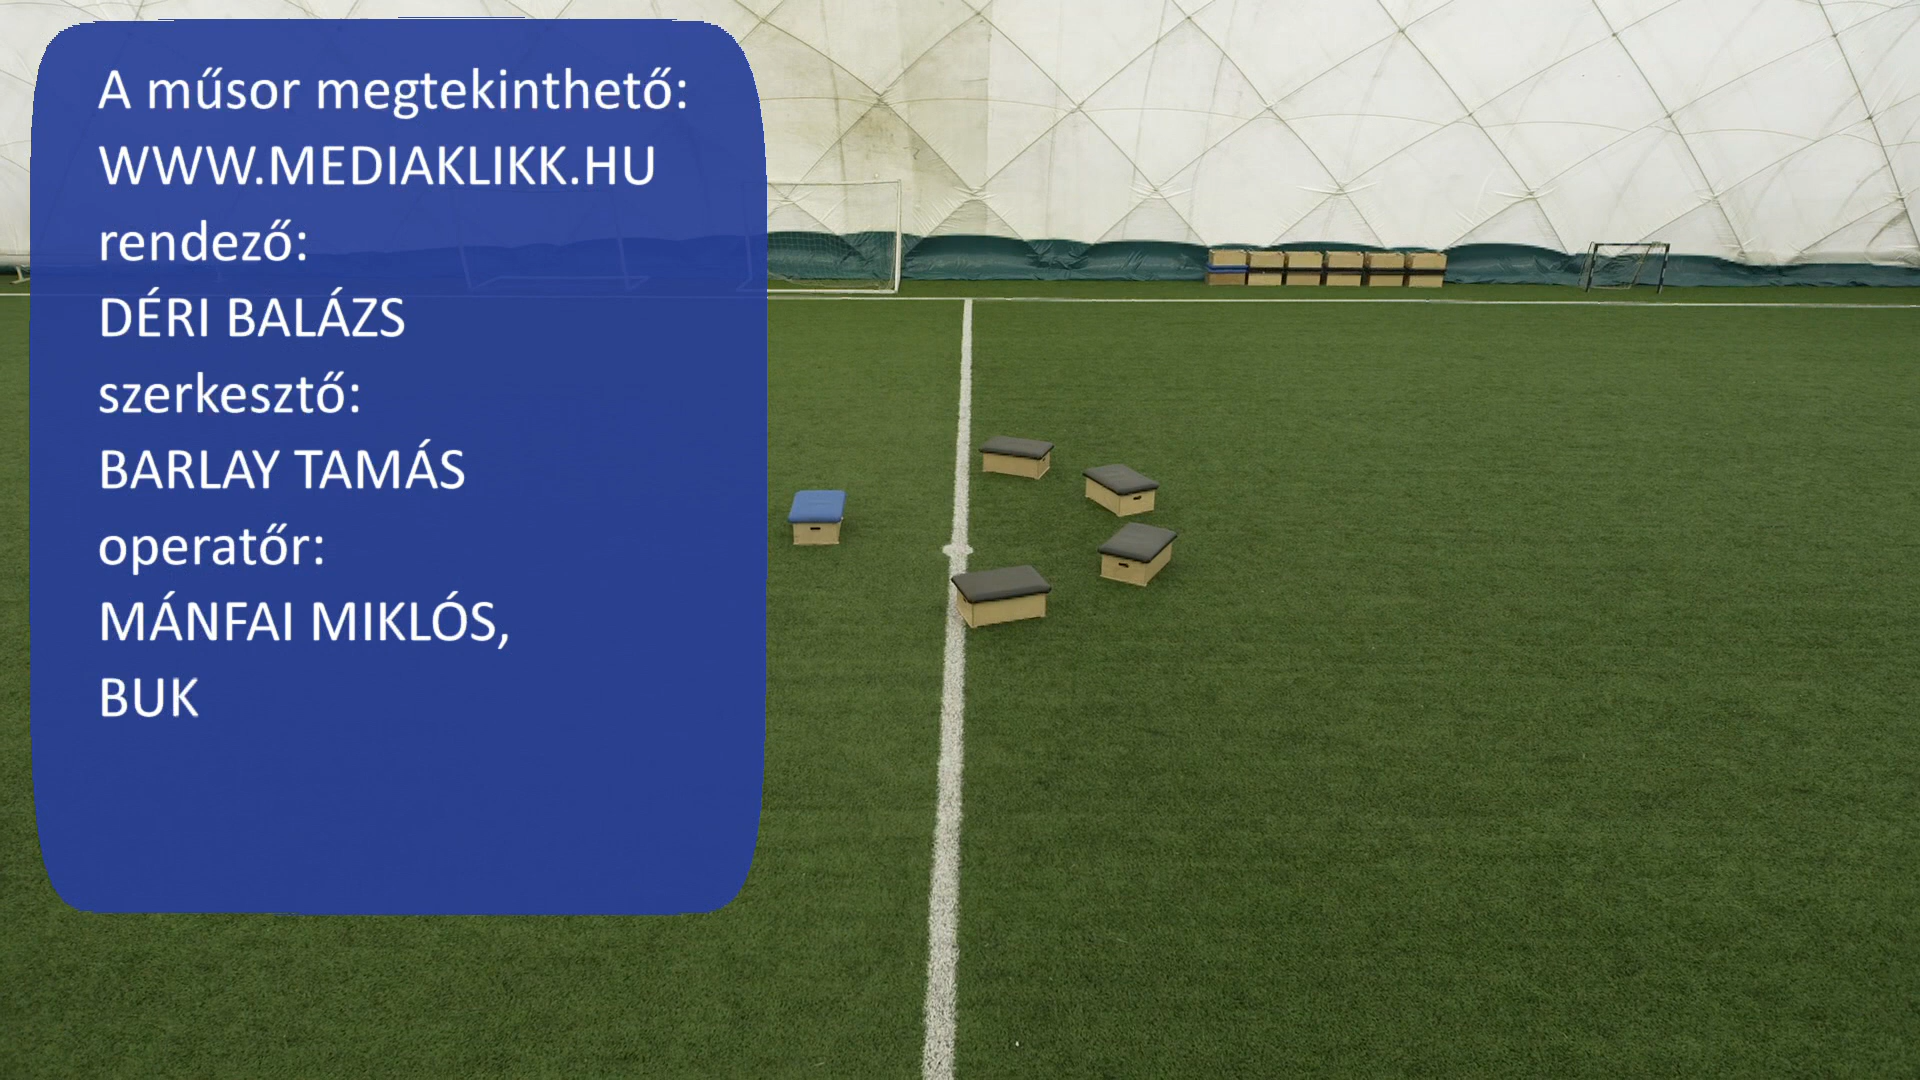 A műsor megtekinthető:
WWW.MEDIAKLIKK.HU
rendező:
DÉRI BALÁZS
szerkesztő:
BARLAY TAMÁS
operatőr:
MÁNFAI MIKLÓS,
BUK